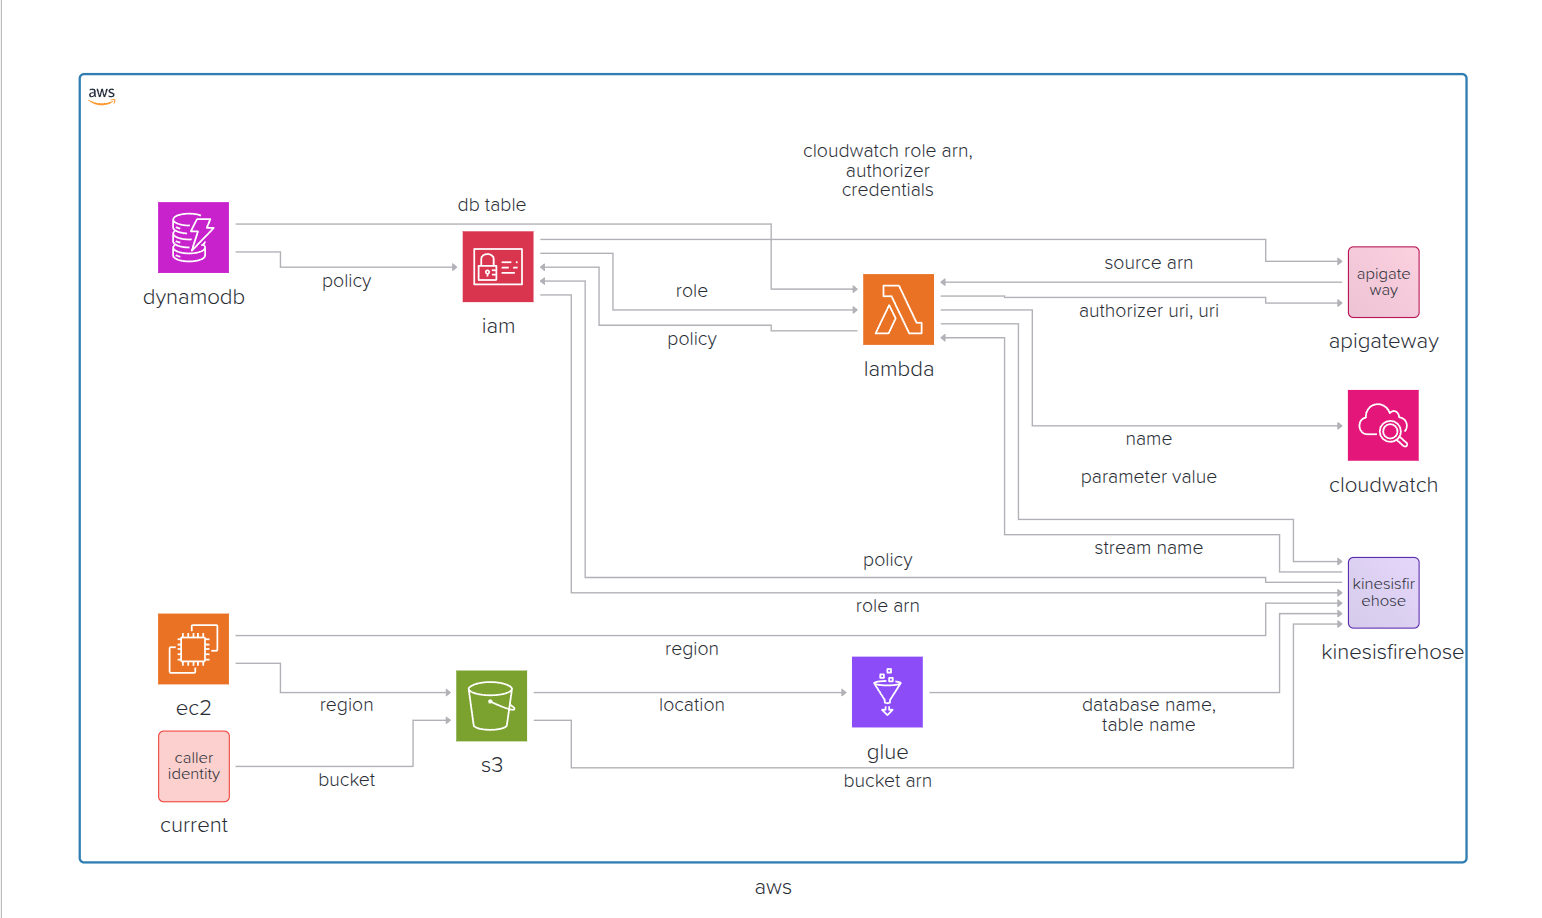 aws
cloudwatch role arn,
authorizer
credentials
db table
policy
dynamodb
iam
role
policy
lambda
source arn
authorizer uri, uri
apigate
way
apigateway
name
cloudwatch
parameter value
stream name
policy
role arn
kinesisfir
ehose
kinesisfirehose
region
ec2
region
location
database name,
table name
glue
caller
identity
bucket
s3
bucket arn
current
aws